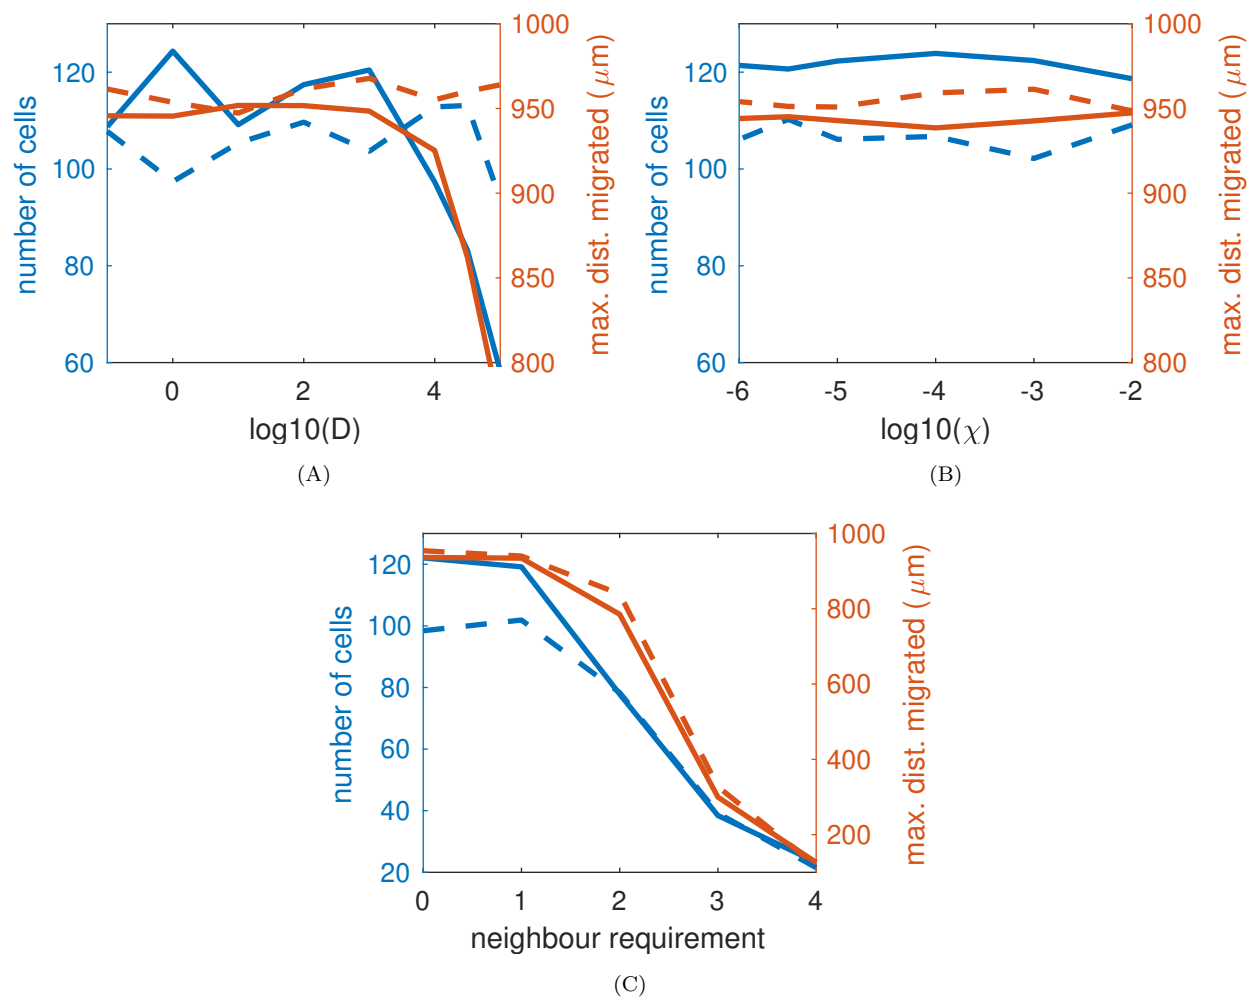 1000
950
900
850
800
120
100
80
60
number of cells
max. dist. migrated (μm)
0 2 4
log10(D)
(A)
1000
950
900
850
800
120
100
80
60
number of cells
max. dist. migrated (μm)
-6 -5 -4 -3 -2
log10(χ)
(B)
1000
800
600
400
200
120
100
80
60
40
20
number of cells
max. dist. migrated (μm)
0 1 2 3 4
neighbour requirement
(C)